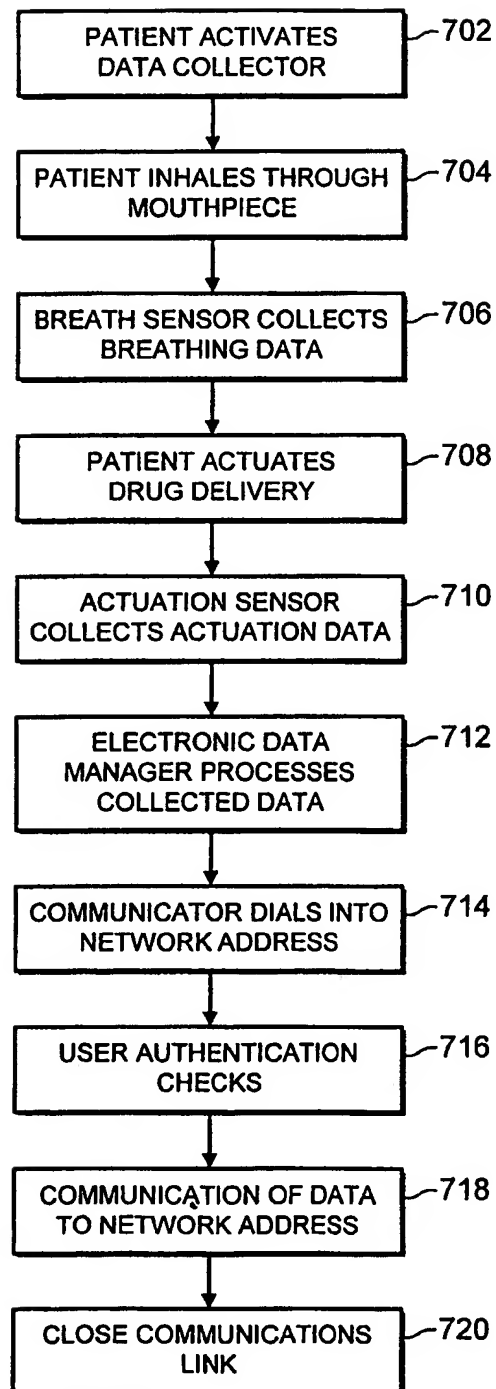 PATIENT ACTIVATES
DATA COLLECTOR
702
PATIENT INHALES THROUGH
MOUTHPIECE
704
BREATH SENSOR COLLECTS
BREATHING DATA
706
PATIENT ACTUATES
DRUG DELIVERY
708
ACTUATION SENSOR
COLLECTS ACTUATION DATA
710
ELECTRONIC DATA
MANAGER PROCESSES
COLLECTED DATA
712
COMMUNICATOR DIALS INTO
NETWORK ADDRESS
714
USER AUTHENTICATION
CHECKS
716
COMMUNICATION OF DATA
TO NETWORK ADDRESS
718
CLOSE COMMUNICATIONS
LINK
720